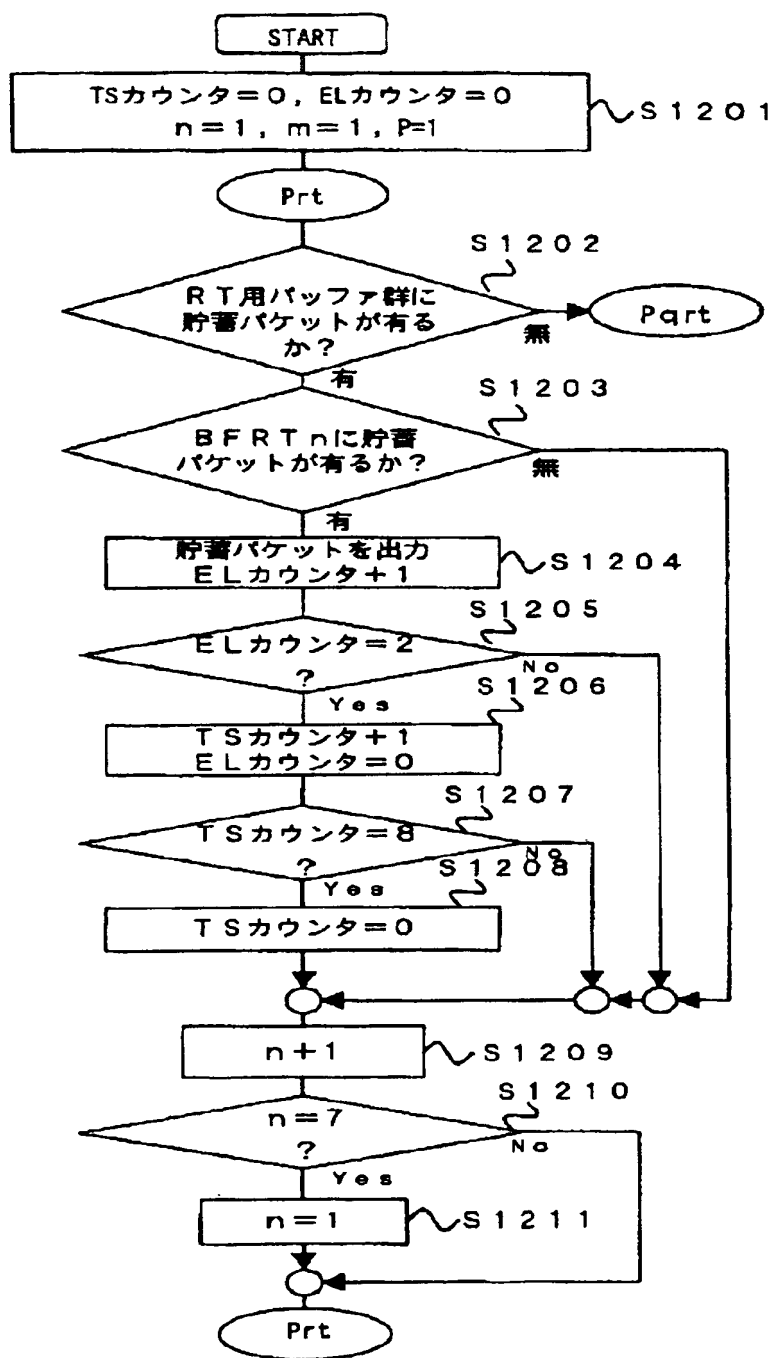 START
TSカウンタ=0, ELカウンタ=0
n=1, m=1, P=1
S1201
Prt
S1202
RT用バッファ群に
貯蓄パケットが有る
か?
無
Pqrt
有
S1203
BFRTnに貯蓄
パケットが有るか?
無
有
貯蓄パケットを出力
ELカウンタ+1
S1204
S1205
ELカウンタ=2
?
No
Yes
S1206
TSカウンタ+1
ELカウンタ=0
S1207
TSカウンタ=8
?
No
Yes
S1208
TSカウンタ=0
n+1
S1209
S1210
n=7
?
No
Yes
n=1
S1211
Prt